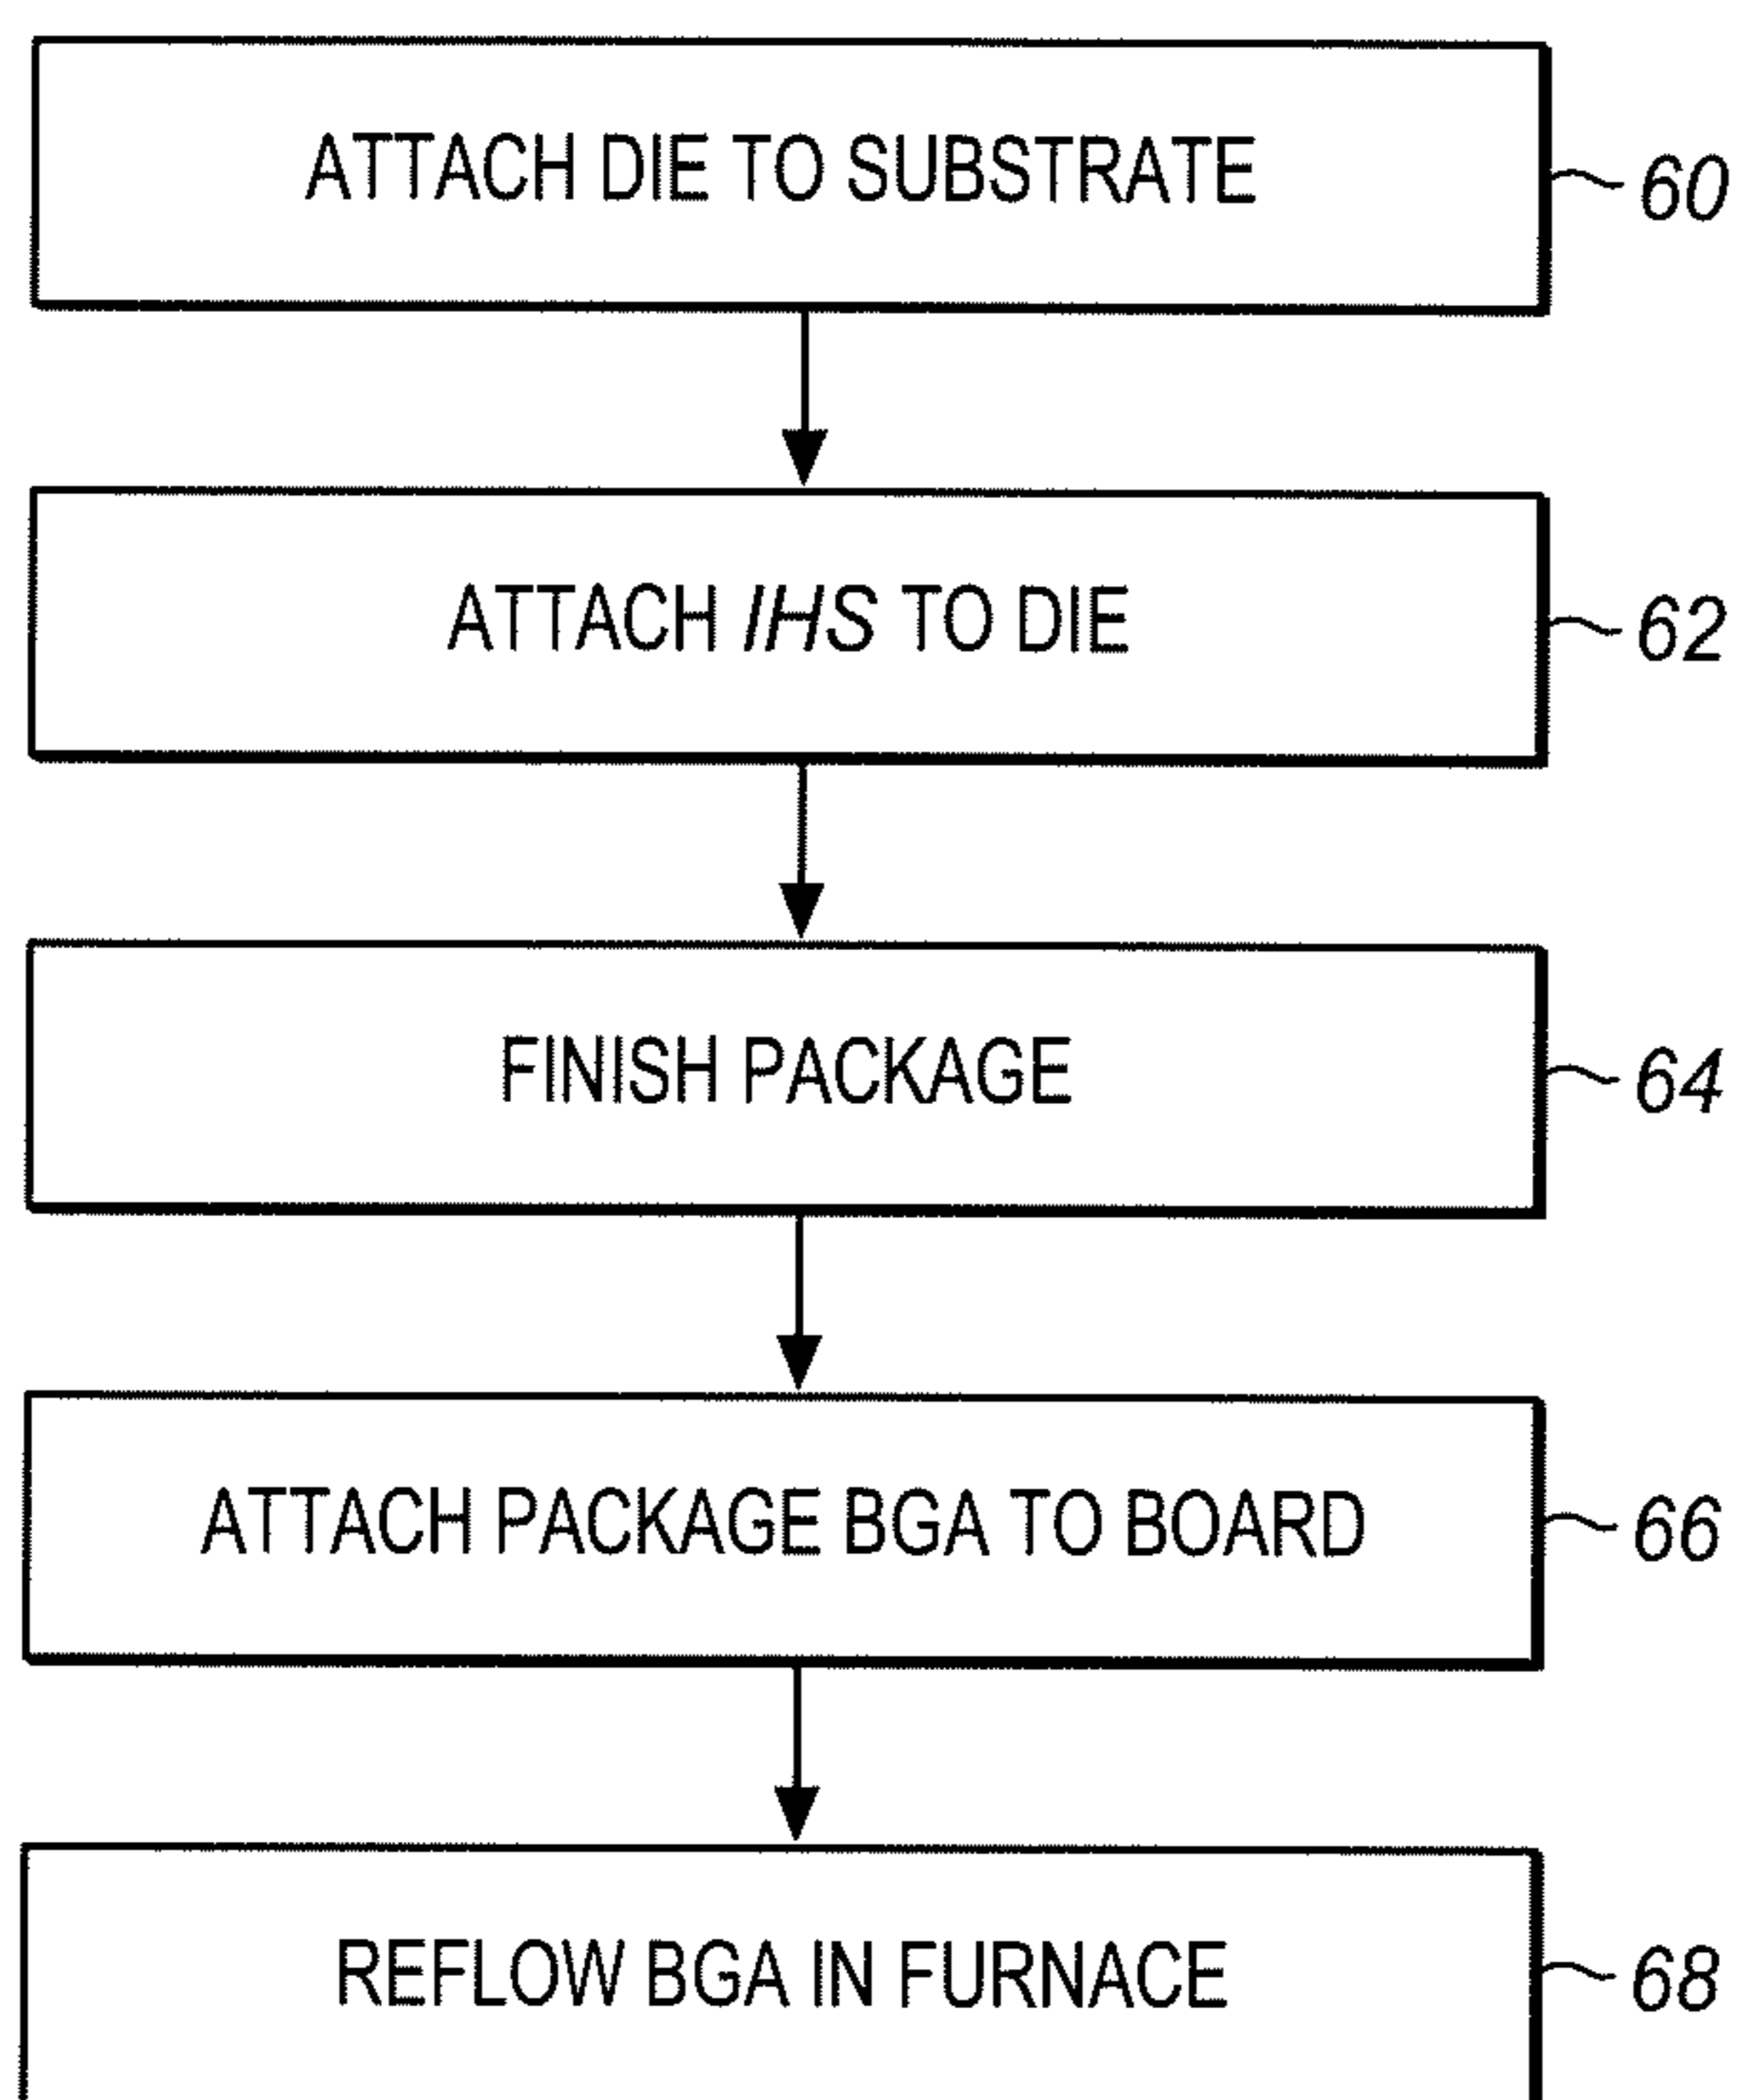 ATTACH DIE TO SUBSTRATE
60
ATTACH IHS TO DIE
62
FINISH PACKAGE
64
ATTACH PACKAGE BGA TO BOARD
66
REFLOW BGA IN FURNACE
68